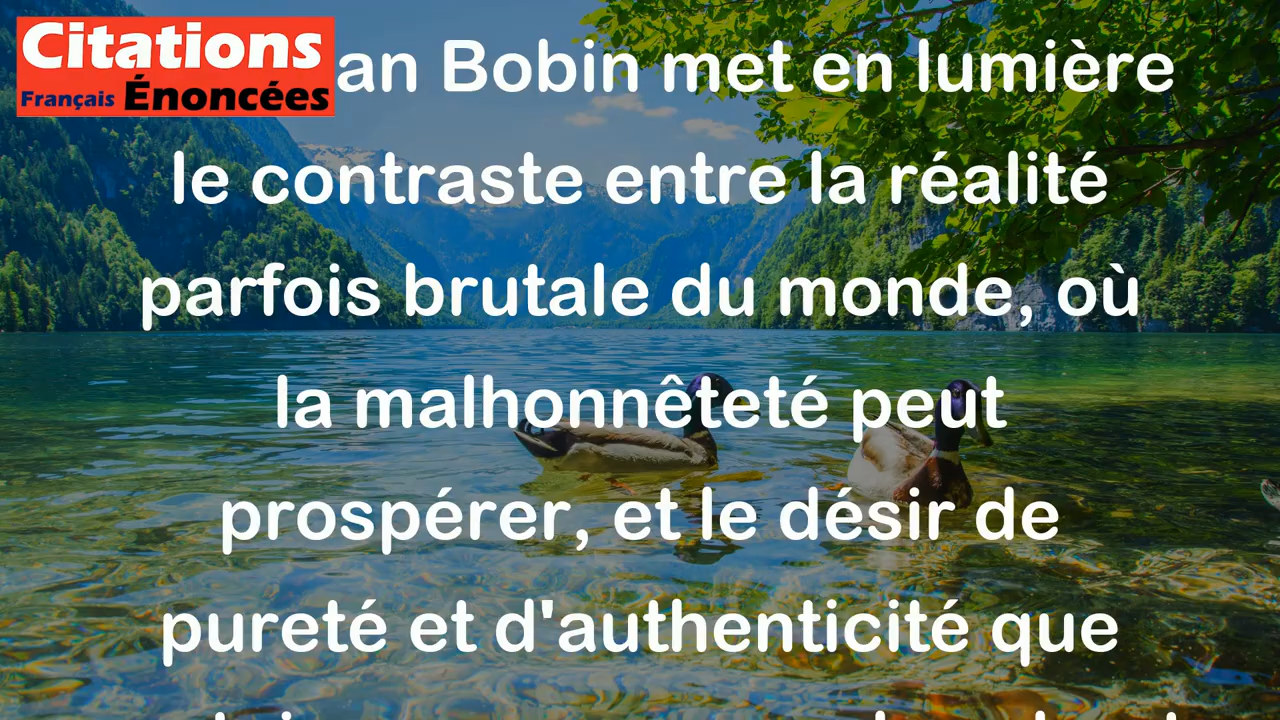 Citations
Français Énoncées
an Bobin met en lumière
le contraste entre la réalité
parfois brutale du monde, où
la malhonnêteté peut
prospérer, et le désir de
pureté et d'authenticité que